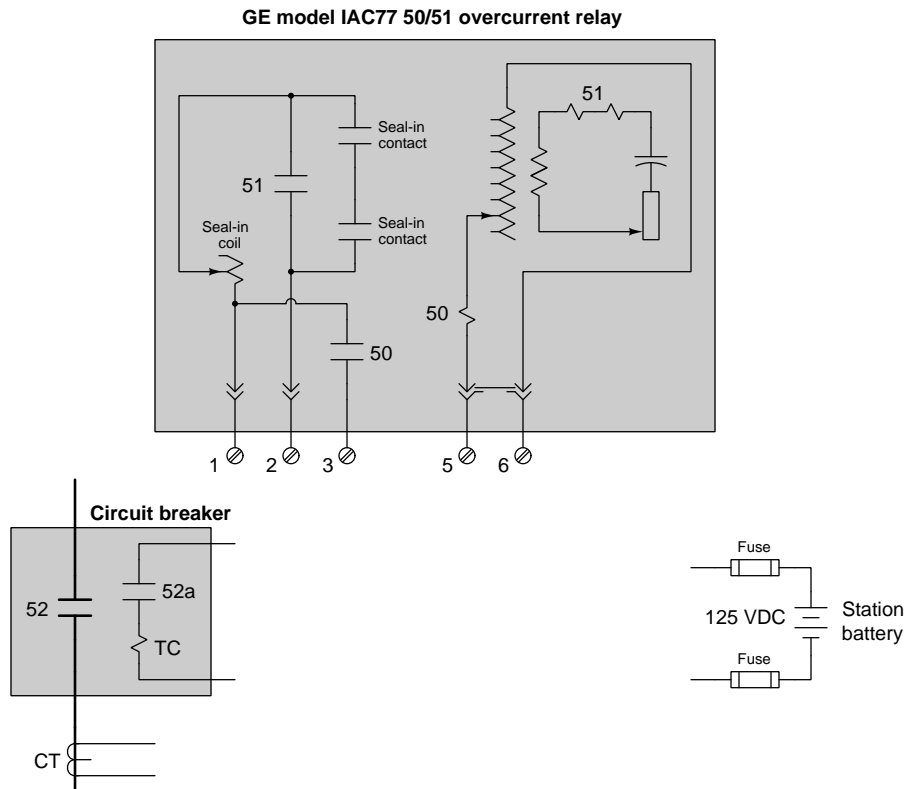 GE model IAC77 50/51 overcurrent relay
51
Seal-in
contact
51
Seal-in
contact
Seal-in
coil
50
50
1
2
3
5
6
Circuit breaker
52
52a
TC
CT
Fuse
125 VDC
Station
battery
Fuse